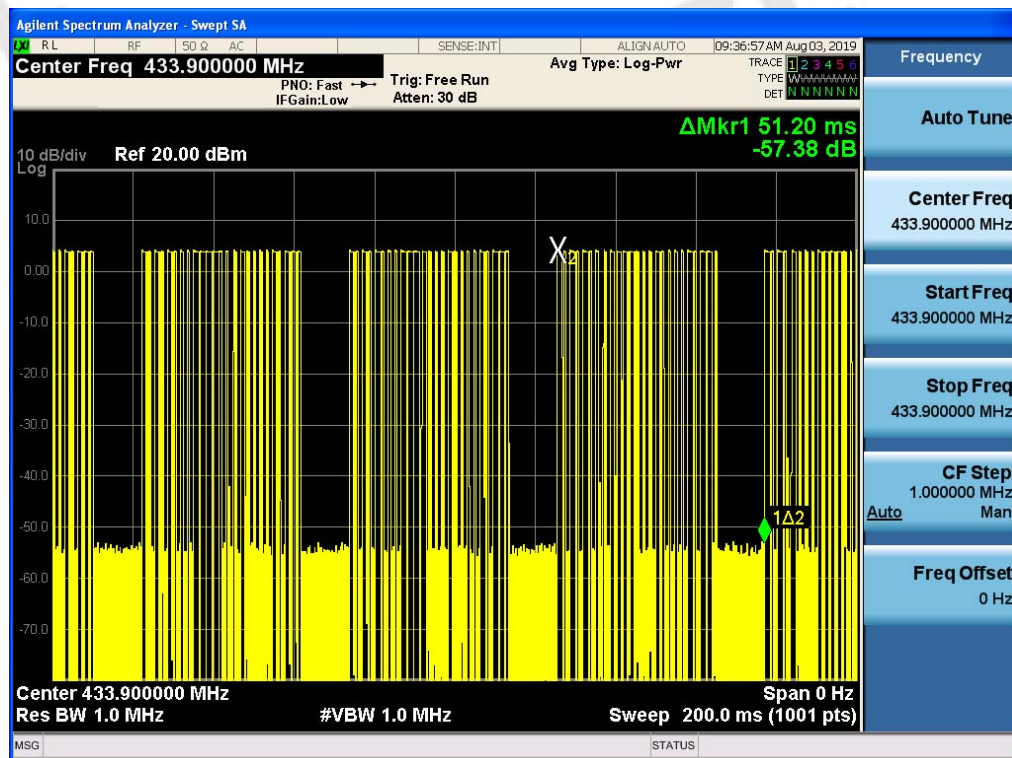 Agilent Spectrum Analyzer - Swept SA
LXI RL RF 50 Ω AC SENSE:INT ALIGN AUTO 09:36:57 AM Aug 03, 2019
Center Freq 433.900000 MHz
PNO: Fast
IFGain:Low
Trig: Free Run
Atten: 30 dB
Avg Type: Log-Pwr
TRACE 1 2 3 4 5 6
TYPE
DET N N N N N N
ΔMkr1 51.20 ms
-57.38 dB
10 dB/div Ref 20.00 dBm
Log
10.0
0.00
-10.0
-20.0
-30.0
-40.0
-50.0
-60.0
-70.0
X2
1Δ2
Center 433.900000 MHz Span 0 Hz
Res BW 1.0 MHz #VBW 1.0 MHz Sweep 200.0 ms (1001 pts)
MSG STATUS
Frequency
Auto Tune
Center Freq
433.900000 MHz
Start Freq
433.900000 MHz
Stop Freq
433.900000 MHz
CF Step
1.000000 MHz
Auto Man
Freq Offset
0 Hz